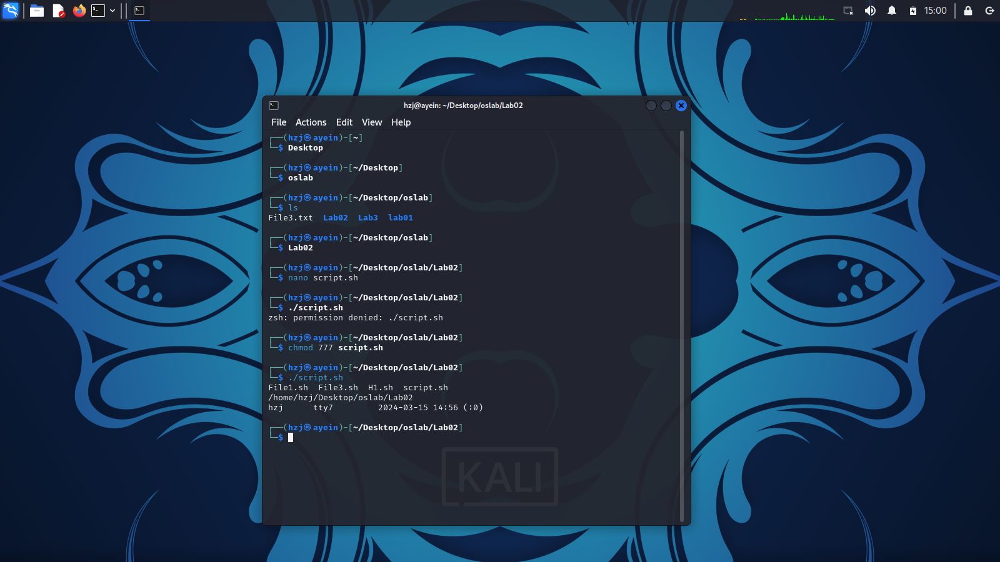 15:00
hzj@ayein: ~/Desktop/oslab/Lab02
File Actions Edit View Help
┌──(hzj㉿ayein)-[~]
└─$ Desktop
┌──(hzj㉿ayein)-[~/Desktop]
└─$ oslab
┌──(hzj㉿ayein)-[~/Desktop/oslab]
└─$ ls
File3.txt  Lab02  Lab3  lab01
┌──(hzj㉿ayein)-[~/Desktop/oslab]
└─$ Lab02
┌──(hzj㉿ayein)-[~/Desktop/oslab/Lab02]
└─$ nano script.sh
┌──(hzj㉿ayein)-[~/Desktop/oslab/Lab02]
└─$ ./script.sh
zsh: permission denied: ./script.sh
┌──(hzj㉿ayein)-[~/Desktop/oslab/Lab02]
└─$ chmod 777 script.sh
┌──(hzj㉿ayein)-[~/Desktop/oslab/Lab02]
└─$ ./script.sh
File1.sh  File3.sh  H1.sh  script.sh
/home/hzj/Desktop/oslab/Lab02
hzj      tty7         2024-03-15 14:56 (:0)
┌──(hzj㉿ayein)-[~/Desktop/oslab/Lab02]
└─$
KALI